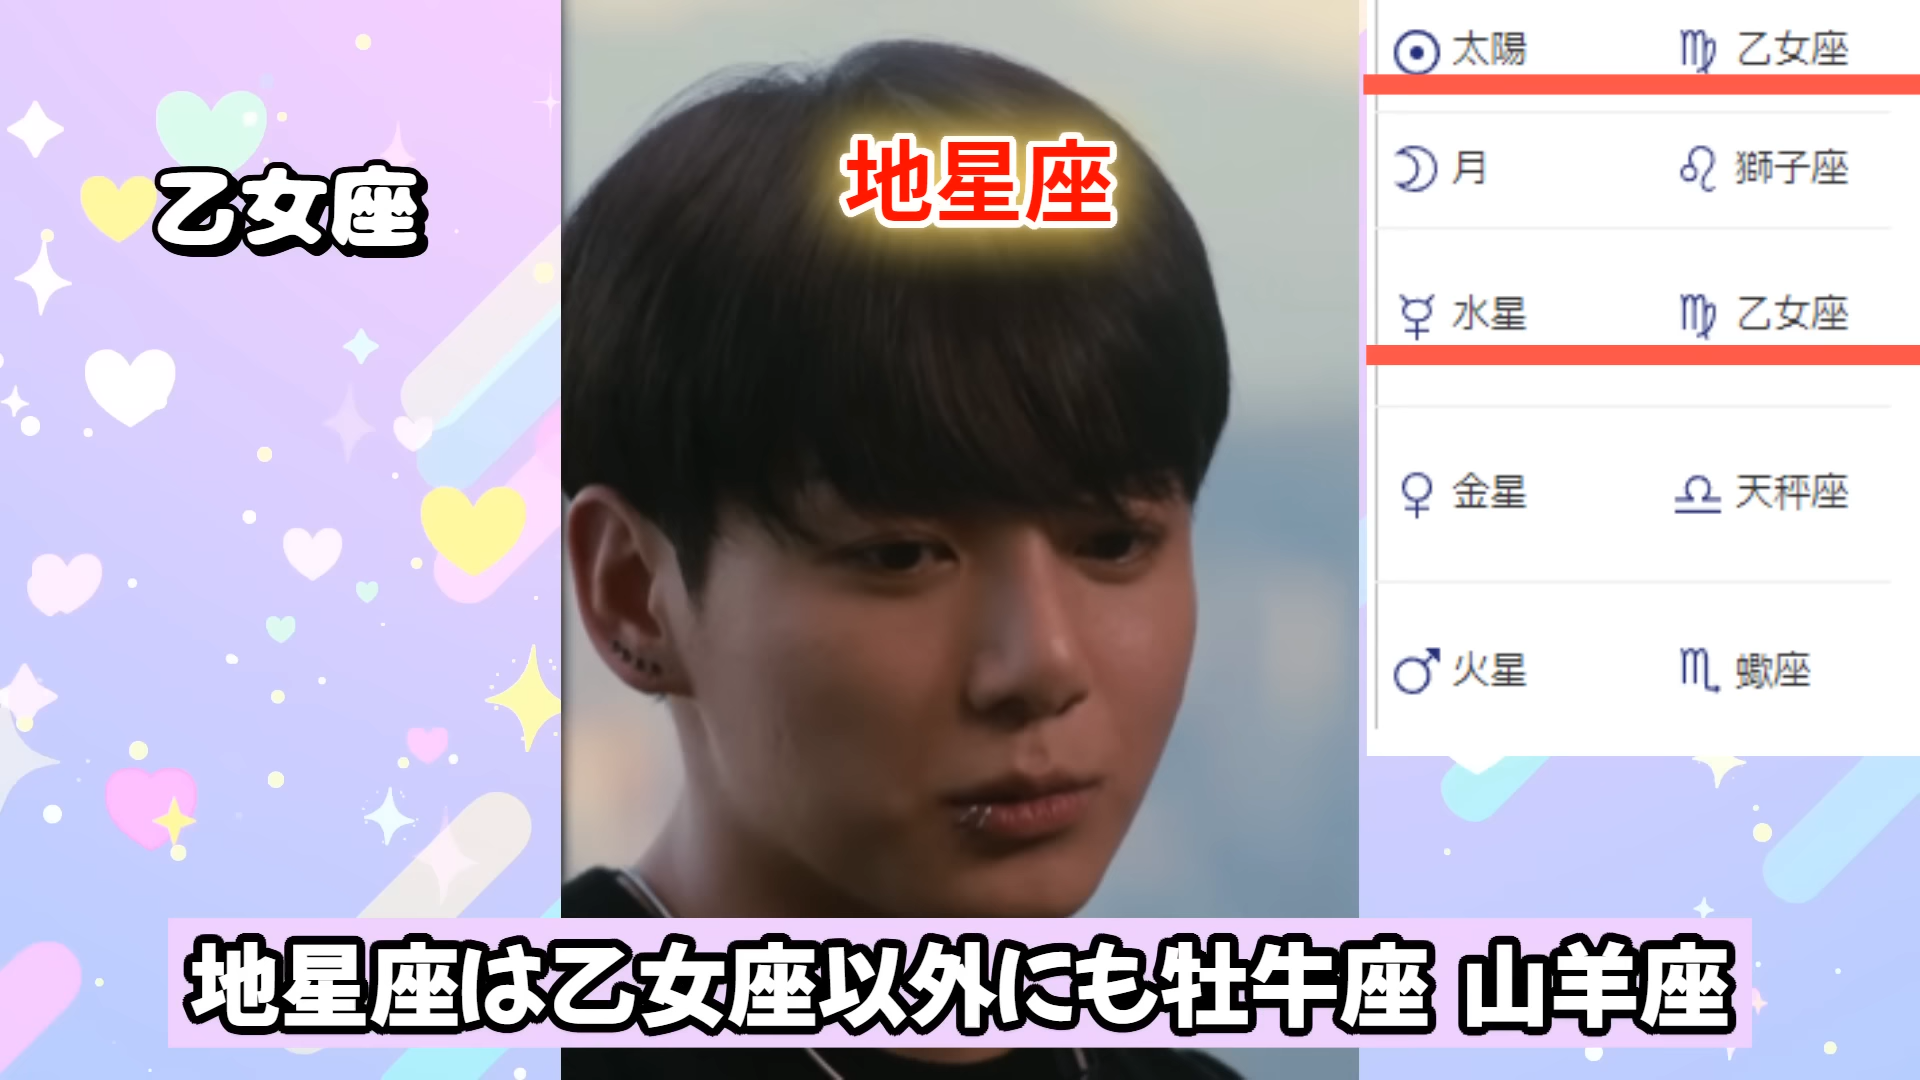 乙女座
地星座
太陽 乙女座
月 獅子座
水星 乙女座
金星 天秤座
火星 蠍座
地星座は乙女座以外にも牡牛座 山羊座